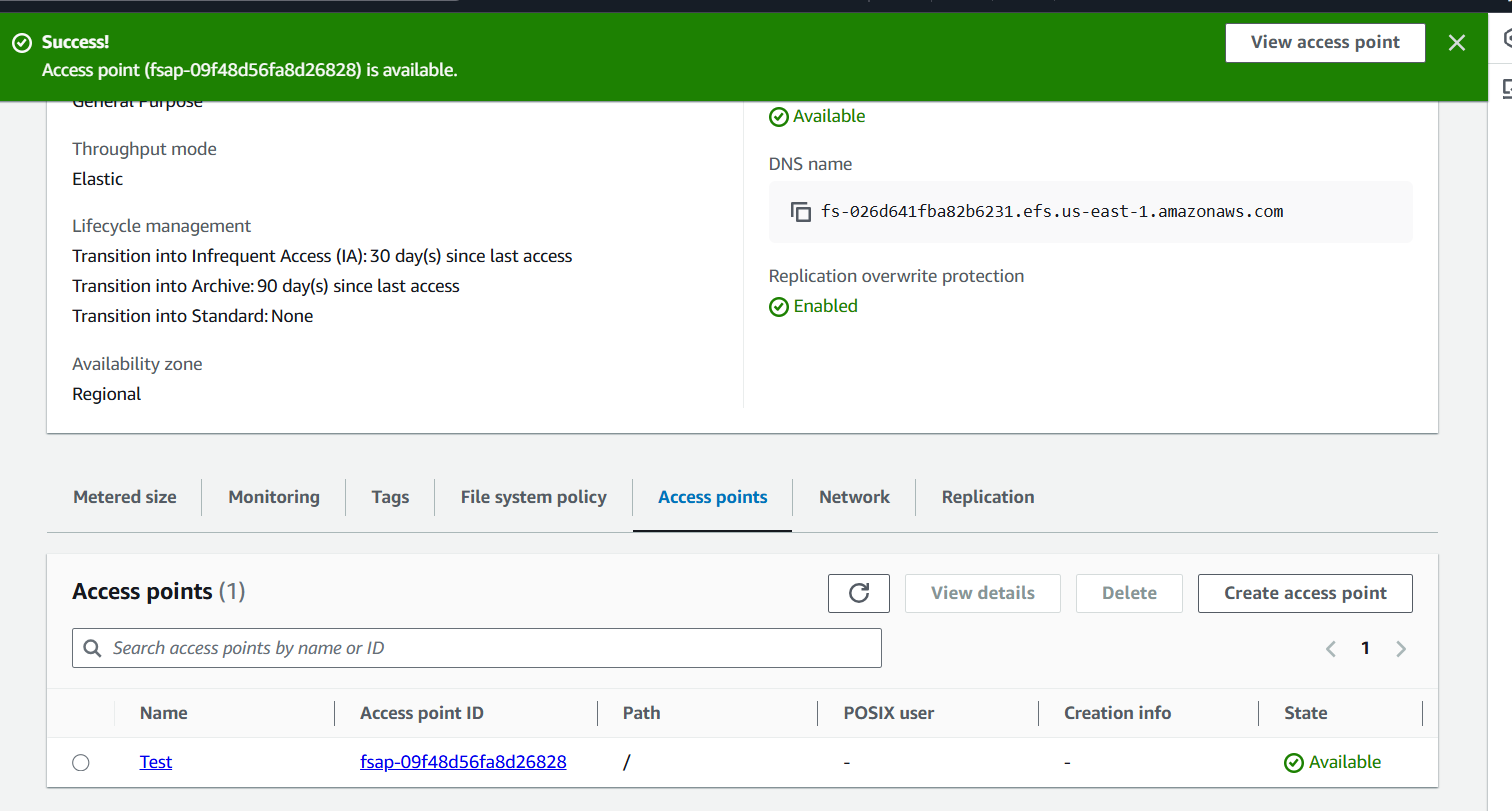 Success!
View access point
Access point (fsap-09f48d56fa8d26828) is available.
General Purpose
Available
Throughput mode
Elastic
DNS name
fs-026d641fba82b6231.efs.us-east-1.amazonaws.com
Lifecycle management
Transition into Infrequent Access (IA): 30 day(s) since last access
Transition into Archive: 90 day(s) since last access
Transition into Standard: None
Replication overwrite protection
Enabled
Availability zone
Regional
Metered size Monitoring Tags File system policy Access points Network Replication
Access points (1) View details Delete Create access point
Search access points by name or ID 1
Name Access point ID Path POSIX user Creation info State
Test fsap-09f48d56fa8d26828 / - - Available